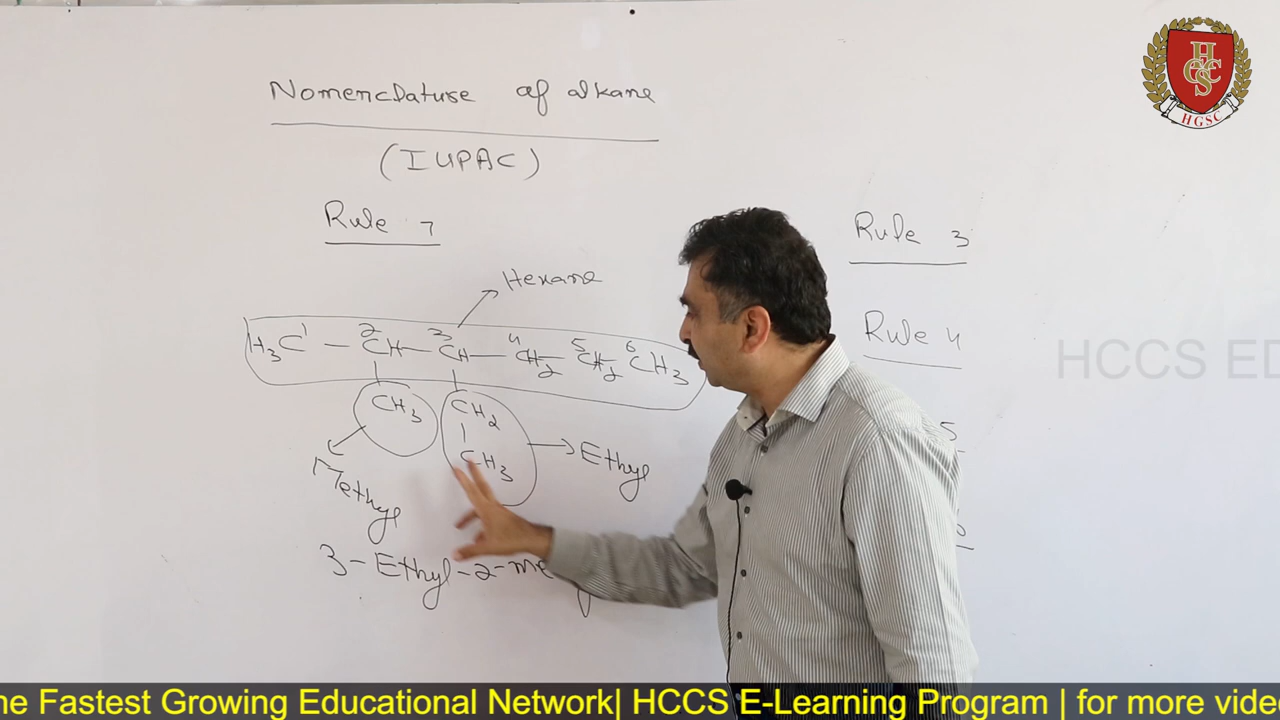 Nomenclature of alkane
(IUPAC)
Rule 7
Hexane
H3C1 - 2CH - 3CH - 4CH2 - 5CH2 - 6CH3
CH3
CH2
CH3
Methyl
Ethyl
3-Ethyl-2-me
Rule 3
Rule 4
5
HGSC
HCCS ED
he Fastest Growing Educational Network| HCCS E-Learning Program | for more vide